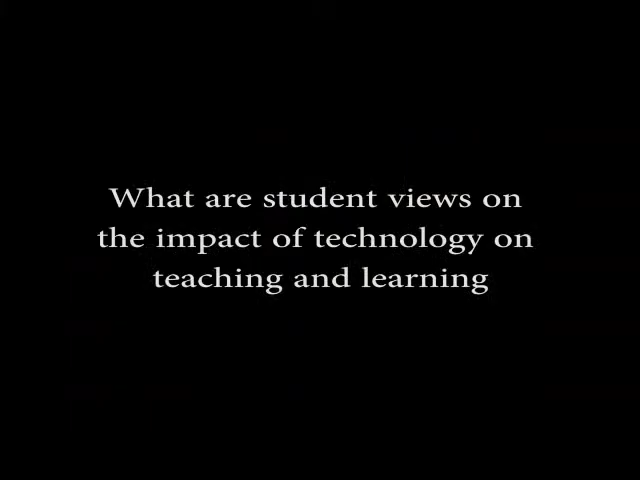 What are student views on
the impact of technology on
teaching and learning